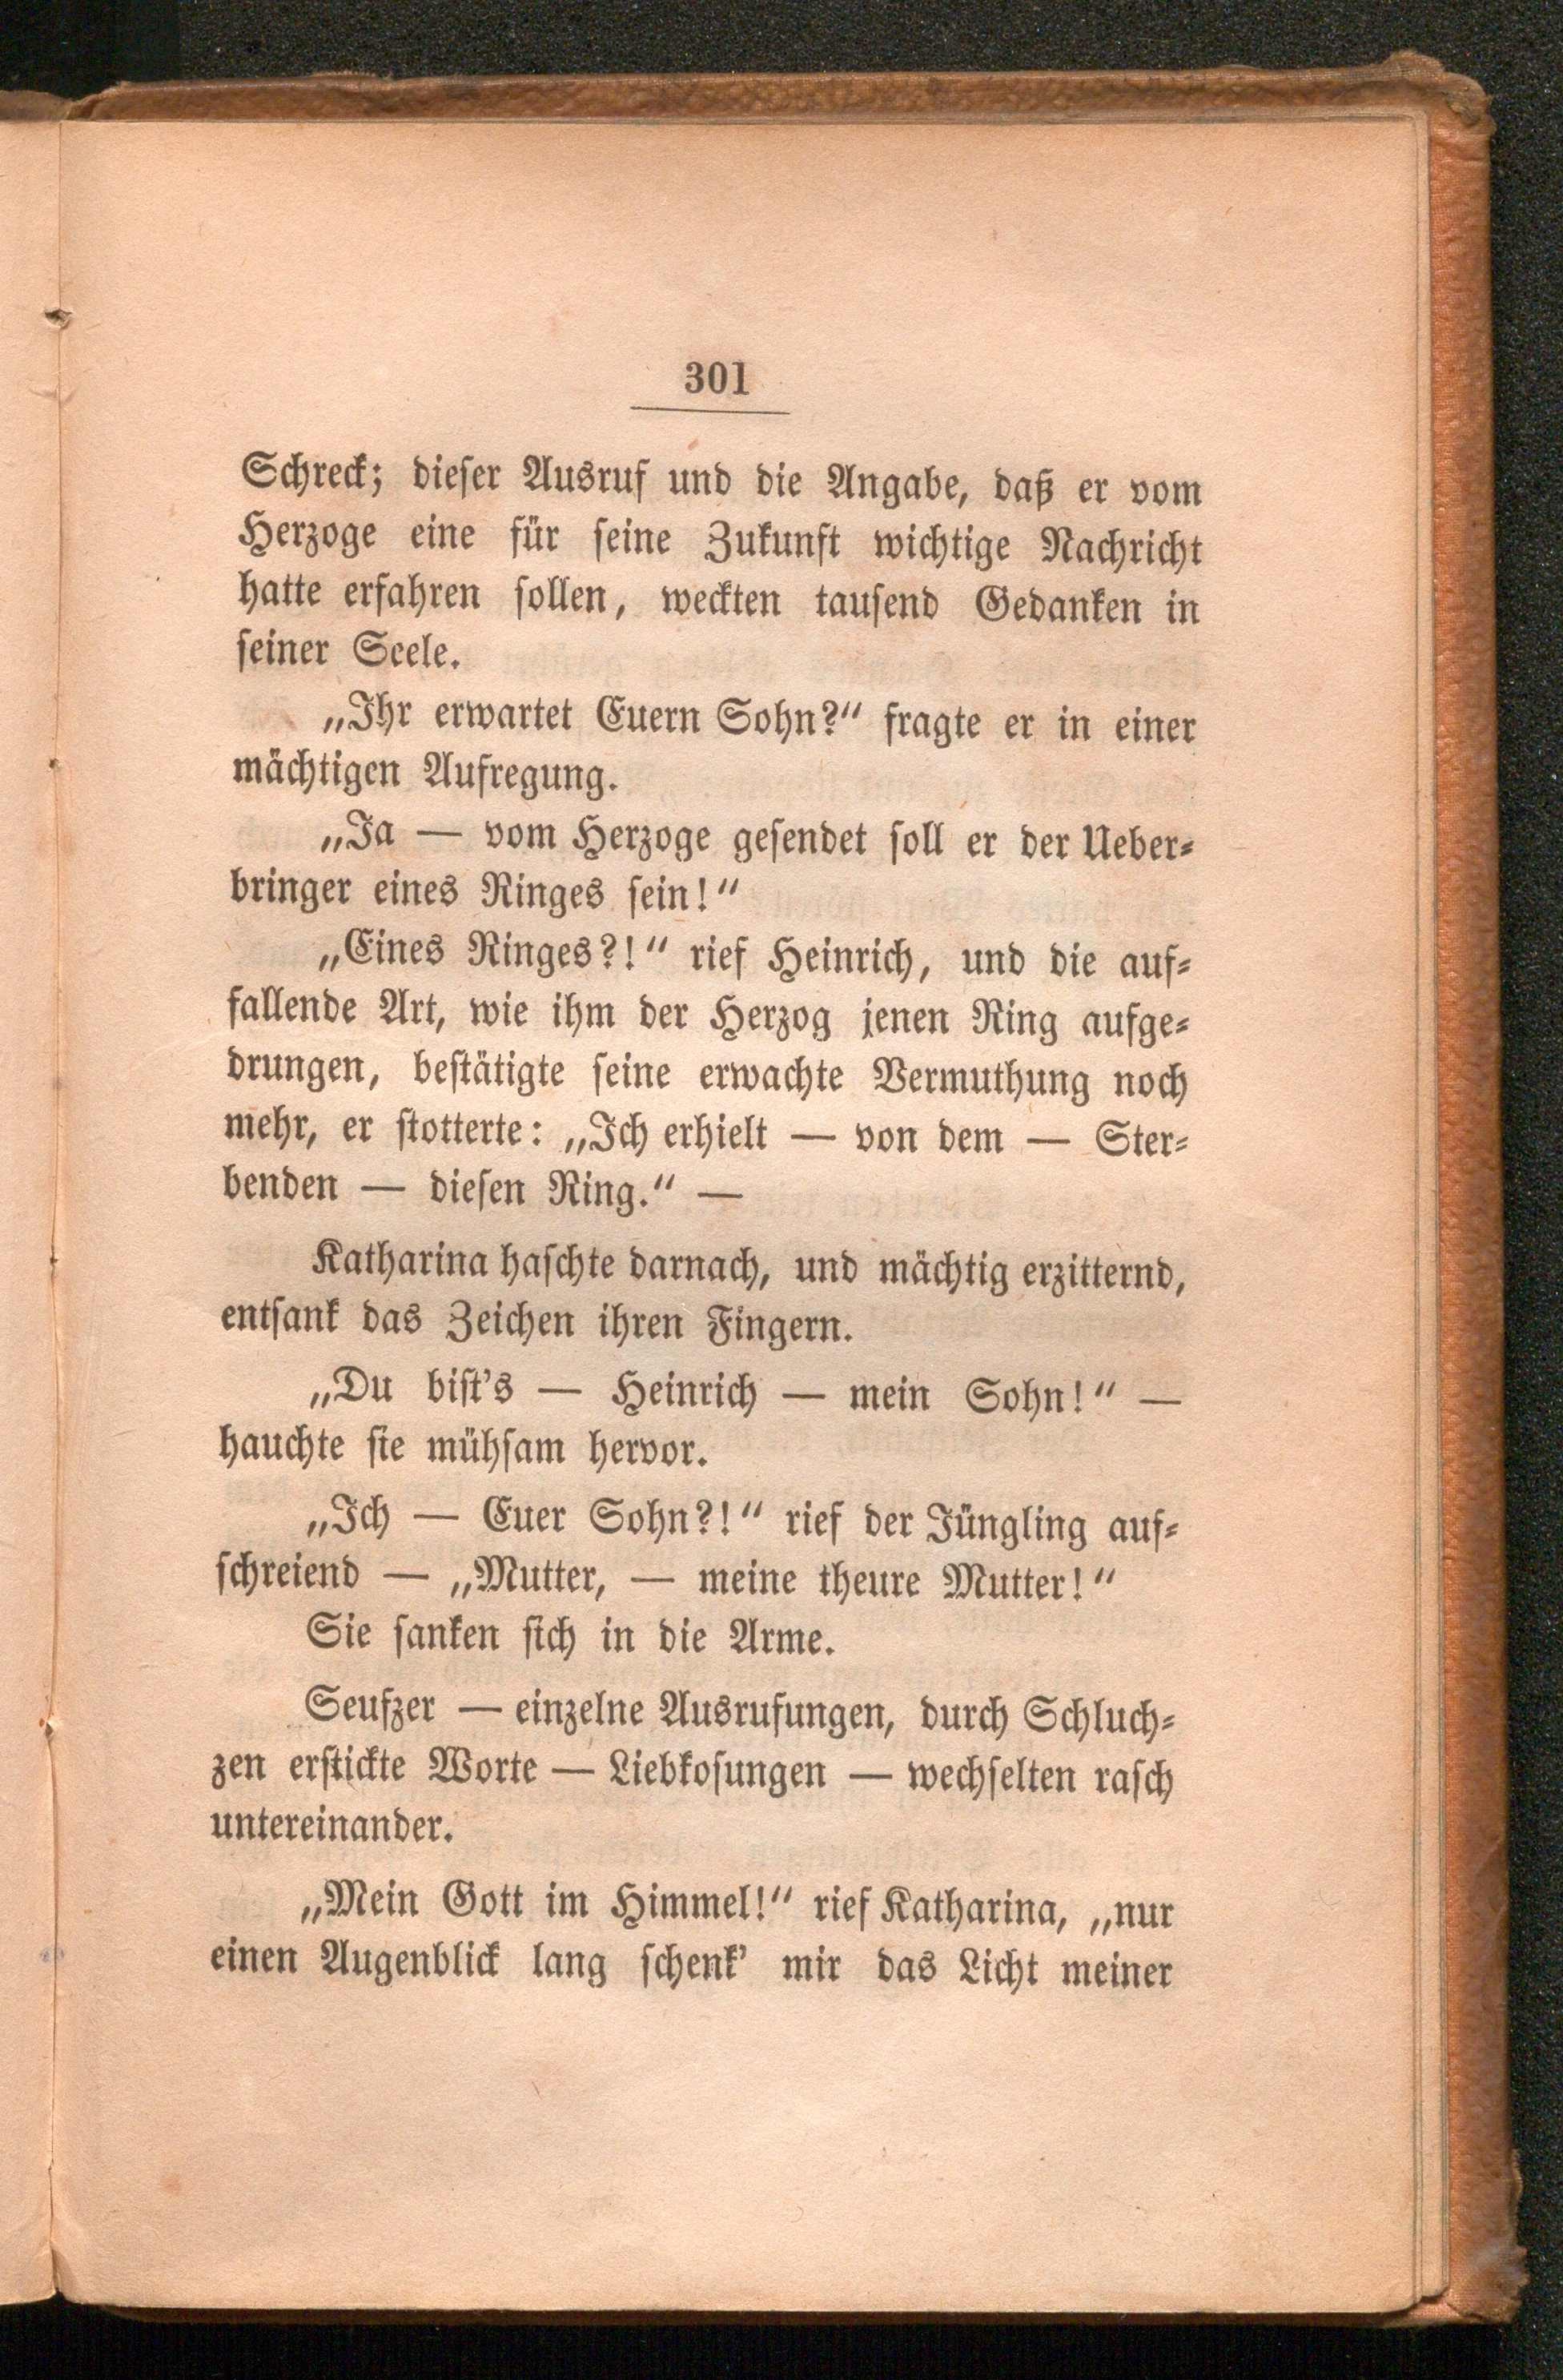 301
Schreck; dieser Ausruf und die Angabe, daß er vom
Herzoge eine für seine Zukunft wichtige Nachricht
hatte erfahren sollen, weckten tausend Gedanken in
seiner Seele.
„Ihr erwartet Euern Sohn?“ fragte er in einer
mächtigen Aufregung.
„Ja — vom Herzoge gesendet soll er der Ueber-
bringer eines Ringes sein!“
„Eines Ringes?!“ rief Heinrich, und die auf-
fallende Art, wie ihm der Herzog jenen Ring aufge-
drungen, bestätigte seine erwachte Vermuthung noch
mehr, er stotterte: „Ich erhielt — von dem — Ster-
benden — diesen Ring.“ —
Katharina haschte darnach, und mächtig erzitternd,
entsank das Zeichen ihren Fingern.
„Du bist's — Heinrich — mein Sohn!“ —
hauchte sie mühsam hervor.
„Ich — Euer Sohn?!“ rief der Jüngling auf-
schreiend — „Mutter, — meine theure Mutter!“
Sie sanken sich in die Arme.
Seufzer — einzelne Ausrufungen, durch Schluch-
zen erstickte Worte — Liebkosungen — wechselten rasch
untereinander.
„Mein Gott im Himmel!“ rief Katharina, „nur
einen Augenblick lang schenk' mir das Licht meiner